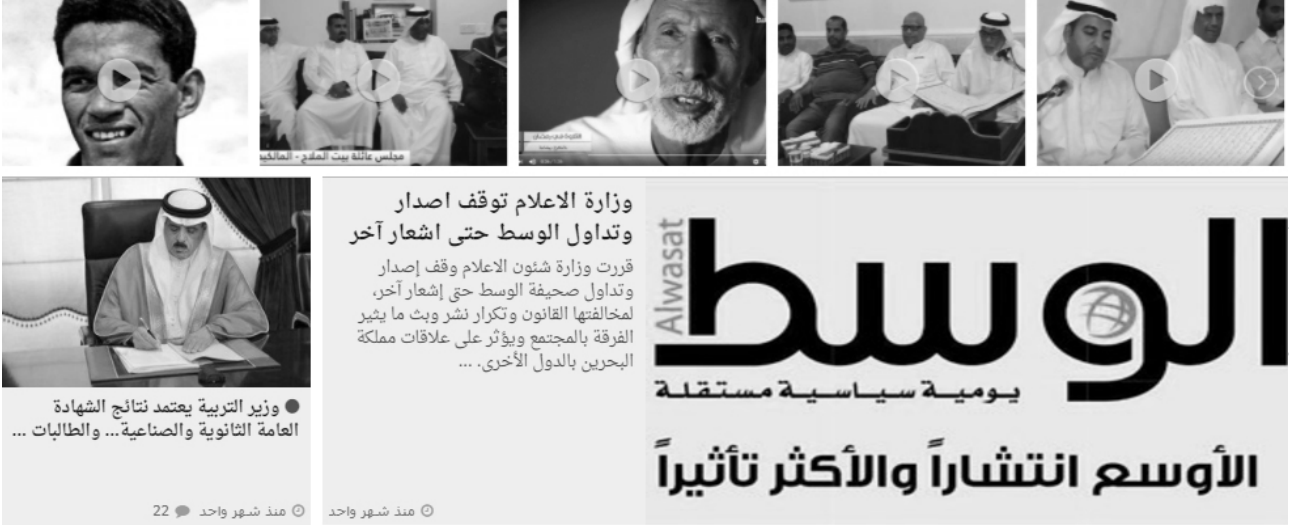 مجلس عائلة بيت الملاح - المالكية
وزارة الاعلام توقف اصدار
وتداول الوسط حتى اشعار آخر
قررت وزارة شئون الاعلام وقف إصدار
وتداول صحيفة الوسط حتى إشعار آخر،
لمخالفتها القانون وتكرار نشر وبث ما يثير
الفرقة بالمجتمع ويؤثر على علاقات مملكة
البحرين بالدول الأخرى. ...
منذ شهر واحد
Alwasat
الوسط
يومية سياسية مستقلة
الأوسع انتشاراً والأكثر تأثيراً
● وزير التربية يعتمد نتائج الشهادة
العامة الثانوية والصناعية... والطالبات ...
منذ شهر واحد 22